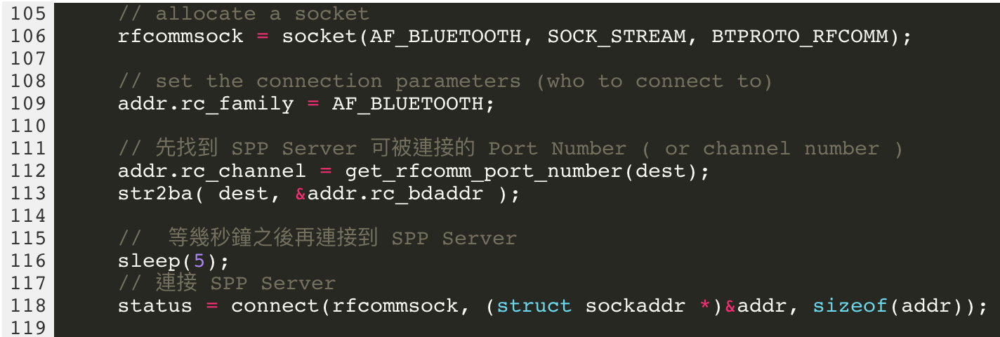 105 // allocate a socket
106 rfcommsock = socket(AF_BLUETOOTH, SOCK_STREAM, BTPROTO_RFCOMM);
107
108 // set the connection parameters (who to connect to)
109 addr.rc_family = AF_BLUETOOTH;
110
111 // 先找到 SPP Server 可被連接的 Port Number ( or channel number )
112 addr.rc_channel = get_rfcomm_port_number(dest);
113 str2ba( dest, &addr.rc_bdaddr );
114
115 //  等幾秒鐘之後再連接到 SPP Server
116 sleep(5);
117 // 連接 SPP Server
118 status = connect(rfcommsock, (struct sockaddr *)&addr, sizeof(addr));
119